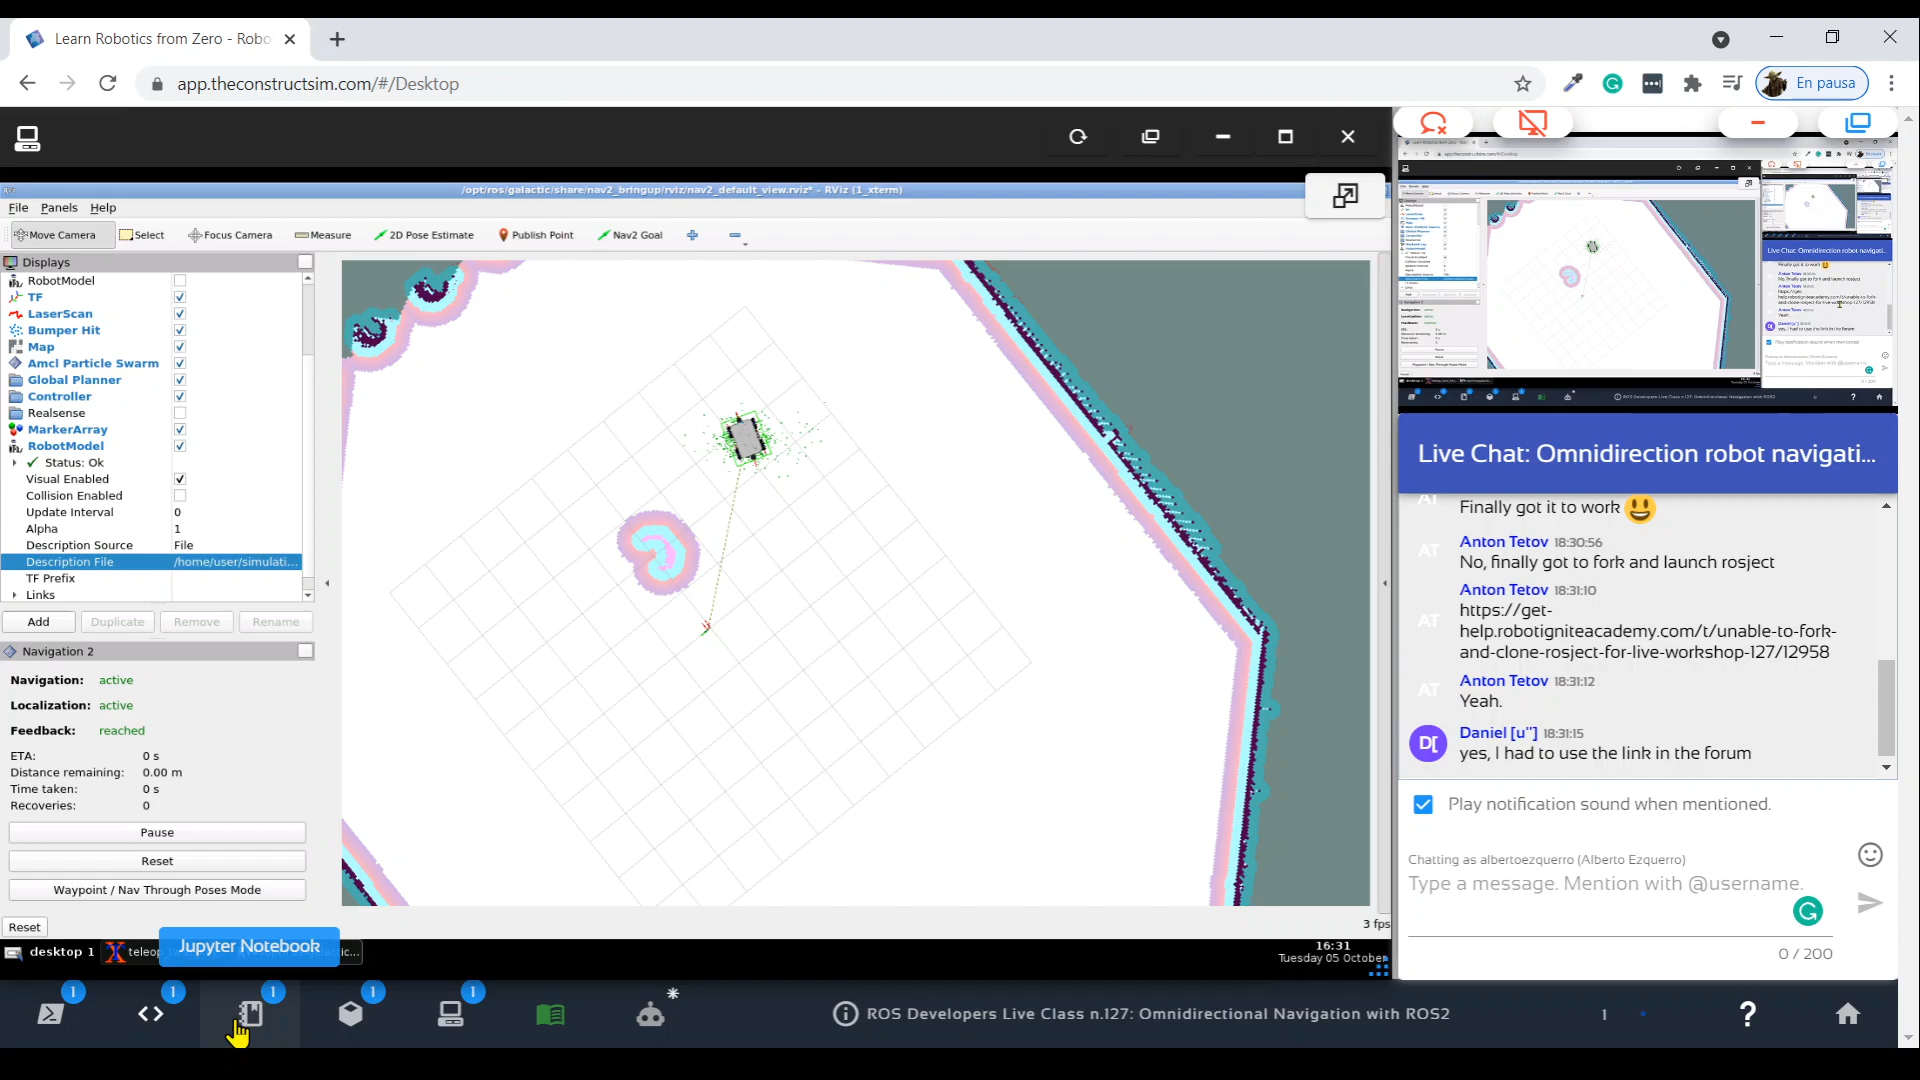 Learn Robotics from Zero - Robo
app.theconstructsim.com/#/Desktop
En pausa
/opt/ros/galactic/share/nav2_bringup/rviz/nav2_default_view.rviz* - RViz (1_xterm)
File Panels Help
Move Camera Select Focus Camera Measure 2D Pose Estimate Publish Point Nav2 Goal
Displays
RobotModel
TF
LaserScan
Bumper Hit
Map
Amcl Particle Swarm
Global Planner
Controller
Realsense
MarkerArray
RobotModel
Status: Ok
Visual Enabled
Collision Enabled
Update Interval 0
Alpha 1
Description Source File
Description File /home/user/simulati...
TF Prefix
Links
Add Duplicate Remove Rename
Navigation 2
Navigation: active
Localization: active
Feedback: reached
ETA: 0 s
Distance remaining: 0.00 m
Time taken: 0 s
Recoveries: 0
Pause
Reset
Waypoint / Nav Through Poses Mode
Reset
3 fps
Jupyter Notebook
desktop 1
16:31
Tuesday 05 October
Live Chat: Omnidirection robot navigati...
Finally got it to work 😃
AT Anton Tetov 18:30:56
No, finally got to fork and launch rosject
AT Anton Tetov 18:31:10
https://get-
help.robotigniteacademy.com/t/unable-to-fork-
and-clone-rosject-for-live-workshop-127/12958
AT Anton Tetov 18:31:12
Yeah.
D[ Daniel [u"] 18:31:15
yes, I had to use the link in the forum
Play notification sound when mentioned.
Chatting as albertoezquerro (Alberto Ezquerro)
Type a message. Mention with @username.
0 / 200
1 1 1 1 1
ROS Developers Live Class n.127: Omnidirectional Navigation with ROS2
1
?